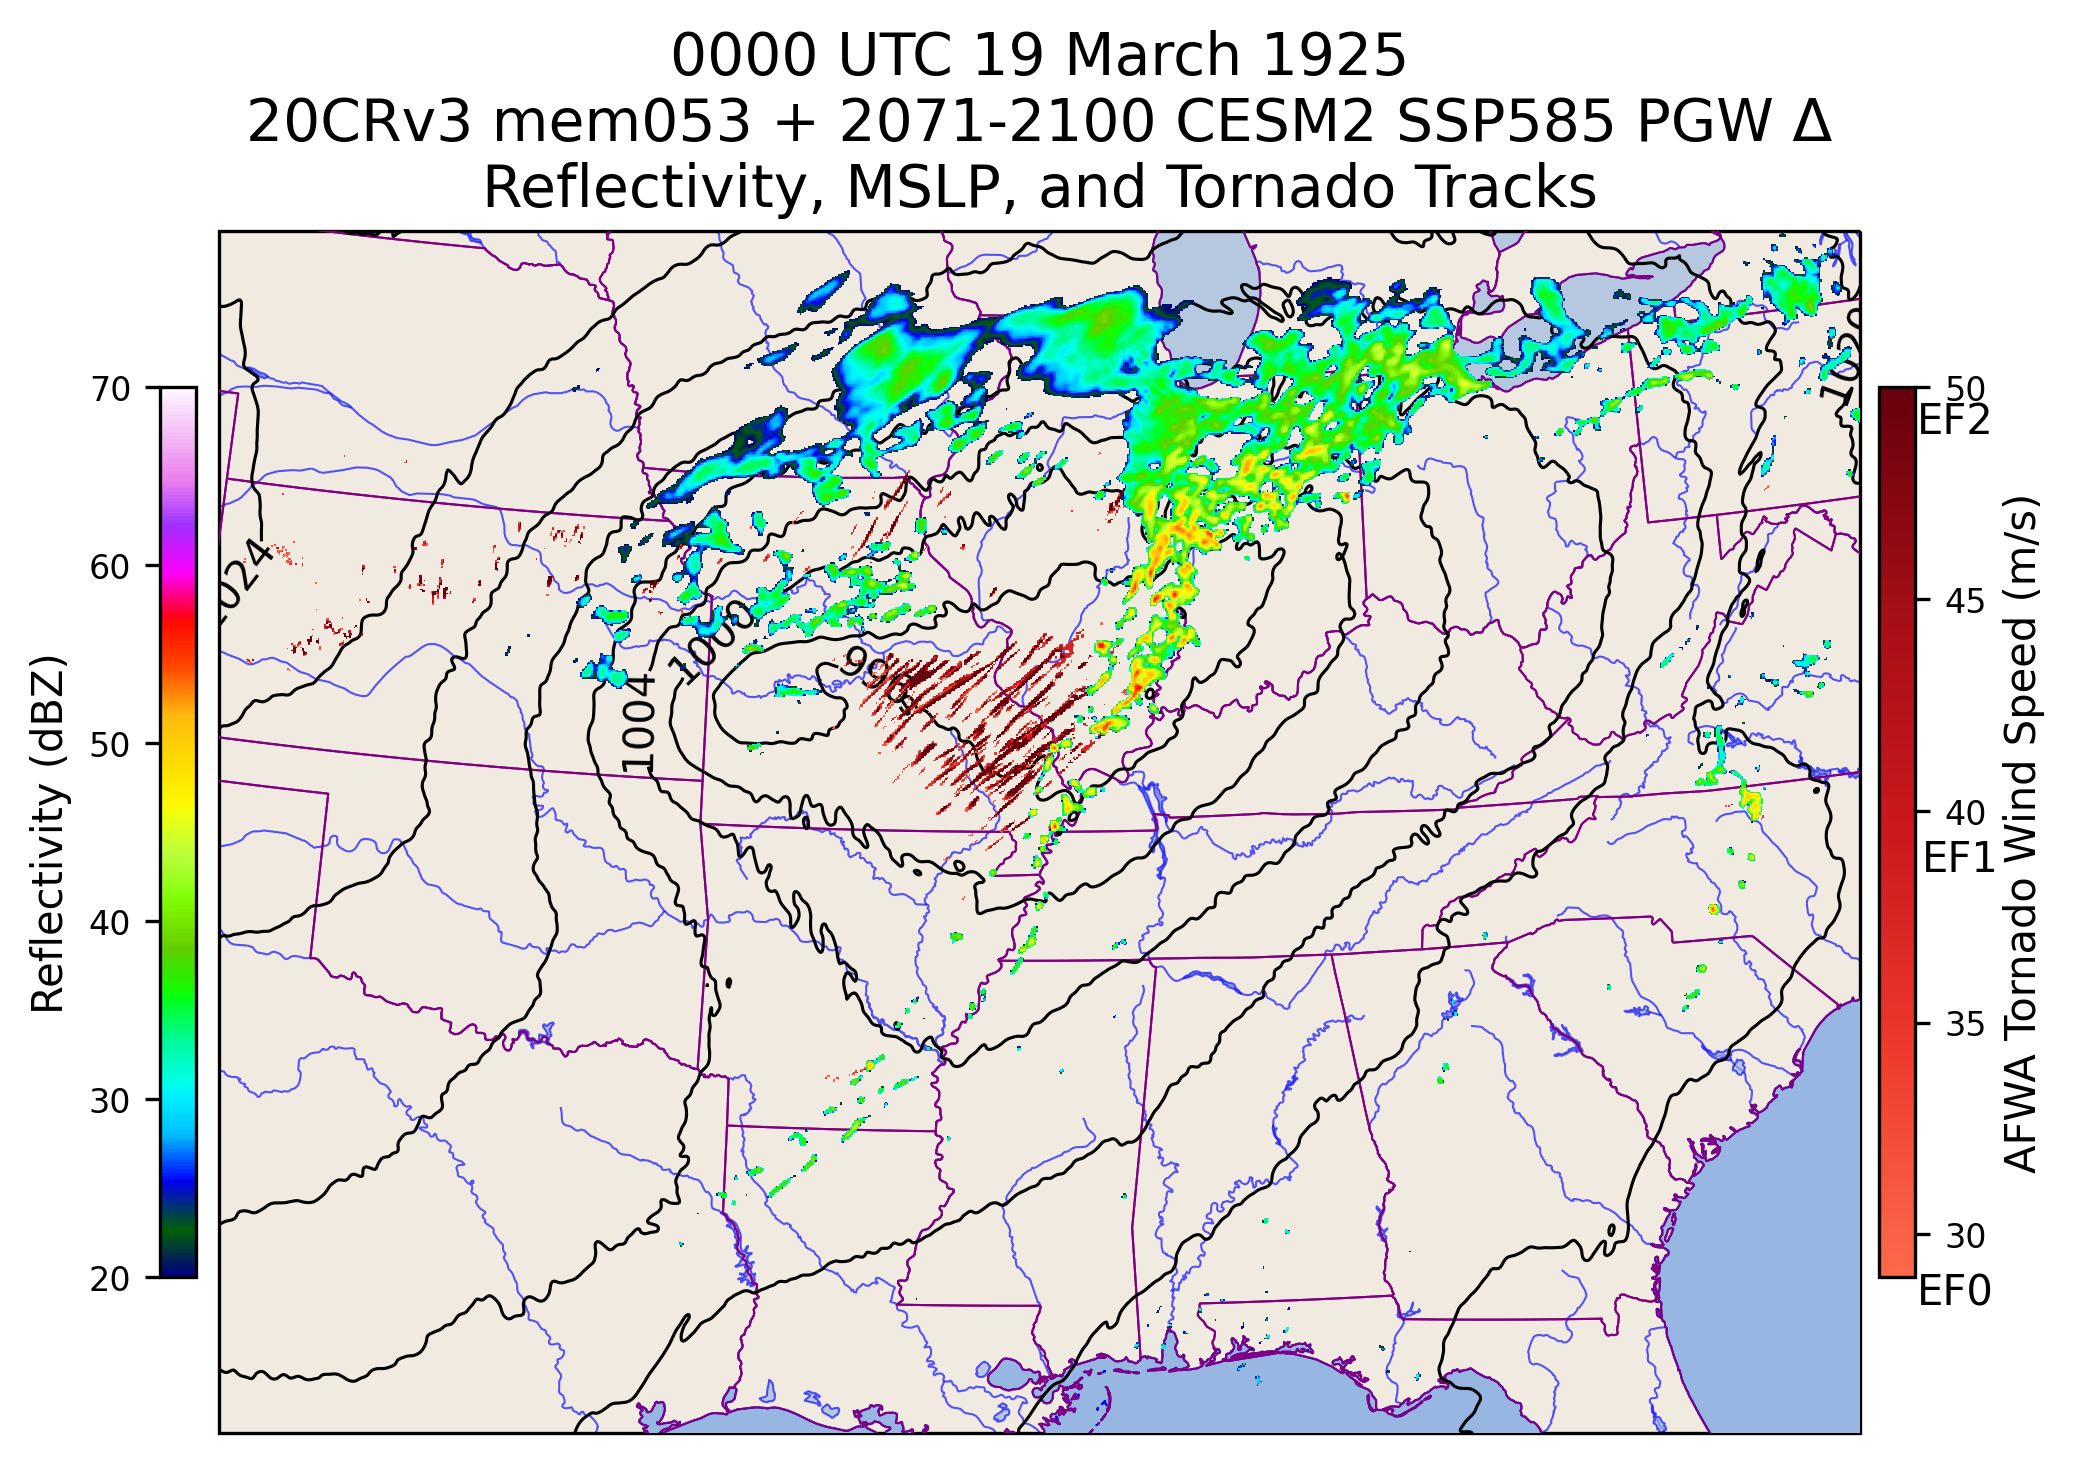 0000 UTC 19 March 1925
20CRv3 mem053 + 2071-2100 CESM2 SSP585 PGW Δ
Reflectivity, MSLP, and Tornado Tracks
Reflectivity (dBZ)
70
60
50
40
30
20
1024
1004
1000
996
50
EF2
45
40
EF1
35
30
EF0
AFWA Tornado Wind Speed (m/s)